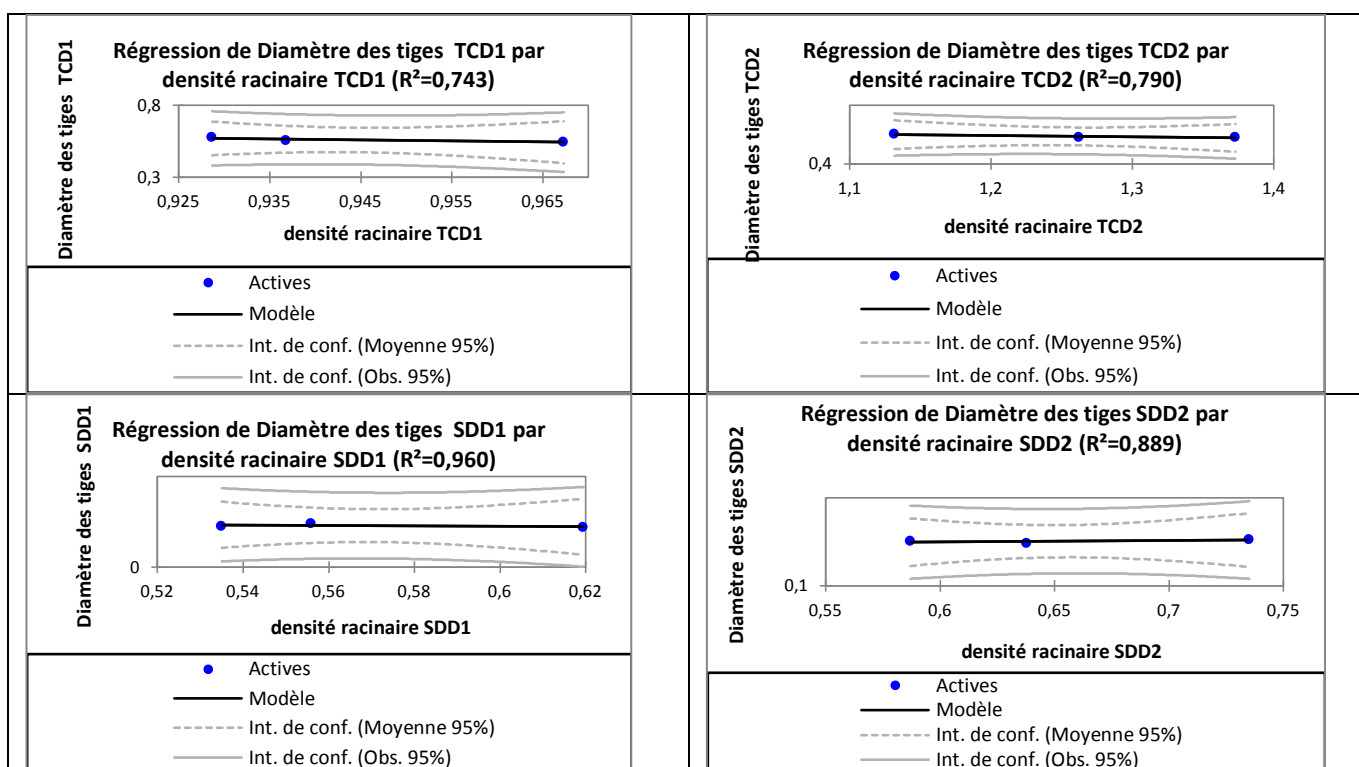 Régression de Diamètre des tiges TCD1 par
densité racinaire TCD1 (R²=0,743)
Diamètre des tiges TCD1
0,8
0,3
0,925
0,935
0,945
0,955
0,965
densité racinaire TCD1
Actives
Modèle
Int. de conf. (Moyenne 95%)
Int. de conf. (Obs. 95%)
Régression de Diamètre des tiges TCD2 par
densité racinaire TCD2 (R²=0,790)
Diamètre des tiges TCD2
0,4
1,1
1,2
1,3
1,4
densité racinaire TCD2
Actives
Modèle
Int. de conf. (Moyenne 95%)
Int. de conf. (Obs. 95%)
Régression de Diamètre des tiges SDD1 par
densité racinaire SDD1 (R²=0,960)
Diamètre des tiges SDD1
0
0,52
0,54
0,56
0,58
0,6
0,62
densité racinaire SDD1
Actives
Modèle
Int. de conf. (Moyenne 95%)
Int. de conf. (Obs. 95%)
Régression de Diamètre des tiges SDD2 par
densité racinaire SDD2 (R²=0,889)
Diamètre des tiges SDD2
0,1
0,55
0,6
0,65
0,7
0,75
densité racinaire SDD2
Actives
Modèle
Int. de conf. (Moyenne 95%)
Int. de conf. (Obs. 95%)